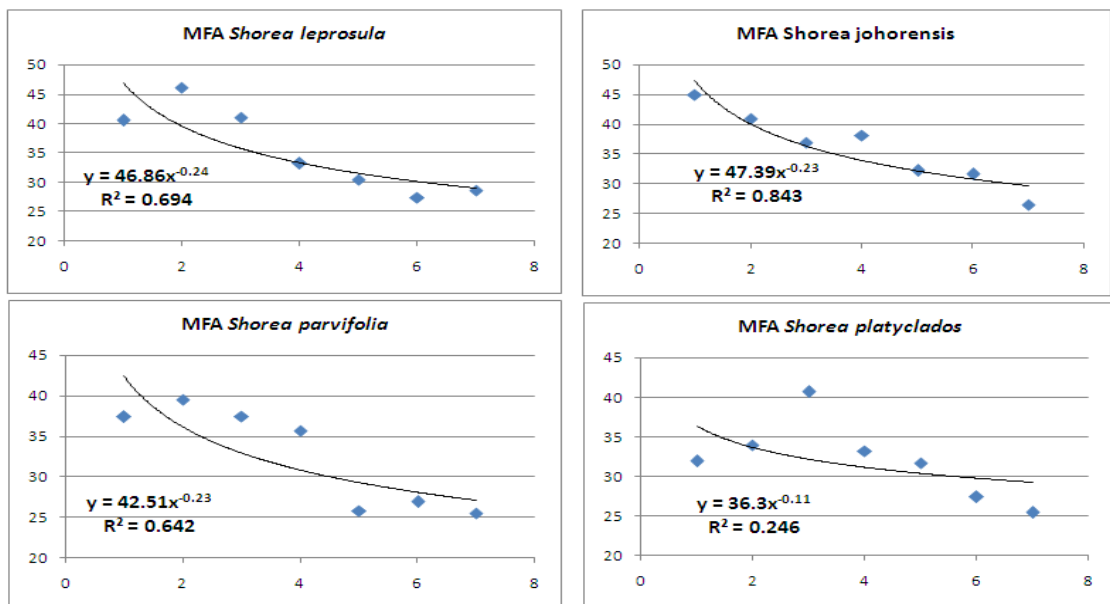 MFA Shorea leprosula
50
45
40
35
30
25
20
y = 46.86x^-0.24
R² = 0.694
0 2 4 6 8
MFA Shorea johorensis
50
45
40
35
30
25
20
y = 47.39x^-0.23
R² = 0.843
0 2 4 6 8
MFA Shorea parvifolia
45
40
35
30
25
20
y = 42.51x^-0.23
R² = 0.642
0 2 4 6 8
MFA Shorea platyclados
45
40
35
30
25
20
y = 36.3x^-0.11
R² = 0.246
0 1 2 3 4 5 6 7 8